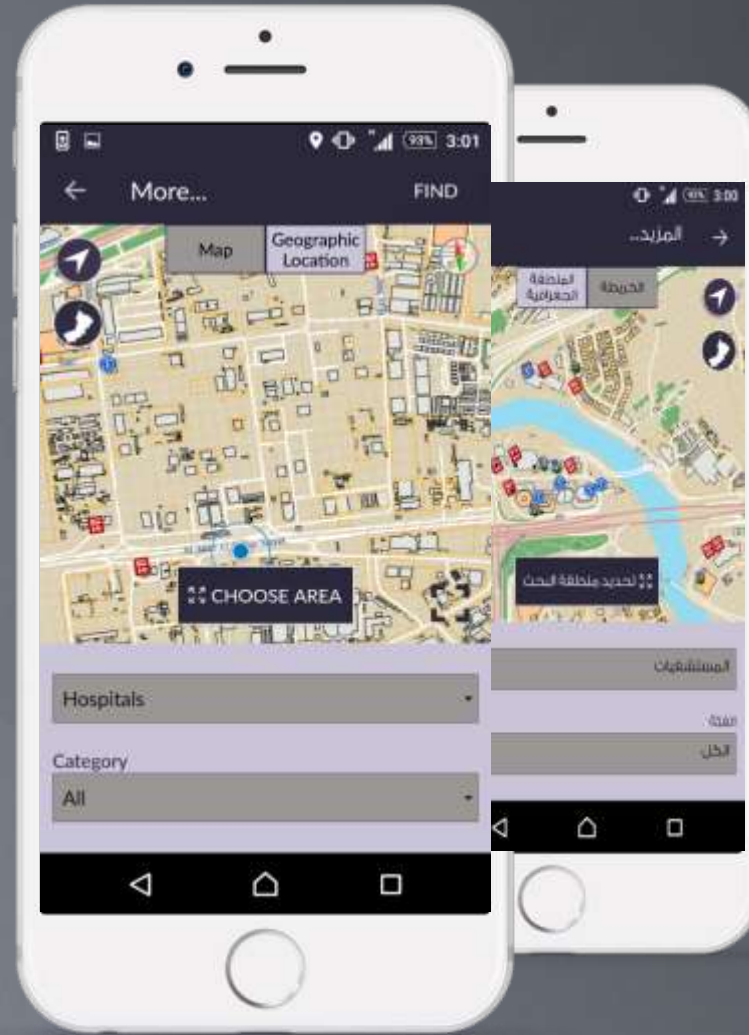 93% 3:01
More...
FIND
Map
Geographic
Location
CHOOSE AREA
Hospitals
Category
All
93% 3:00
المزيد..
المنطقة
الجغرافية
الخريطة
تحديد منطقة البحث
المستشفيات
الفئة
الكل